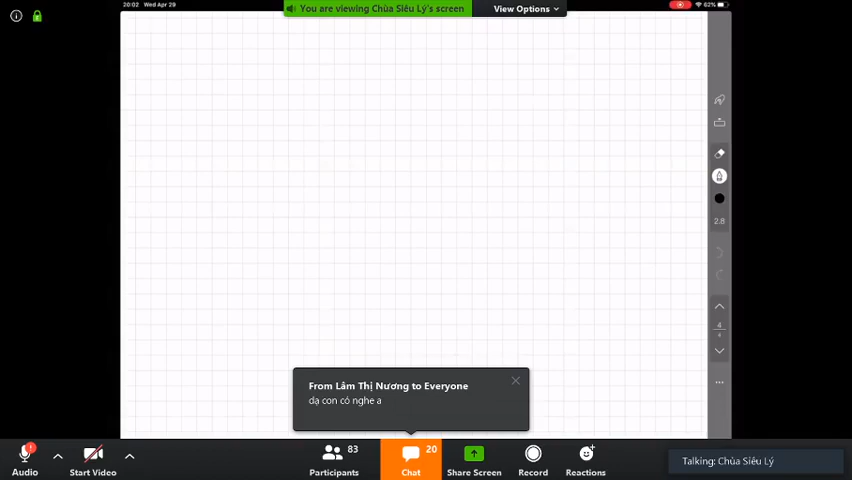 20:02 Wed Apr 29
You are viewing Chùa Siêu Lý's screen
View Options
62%
2.8
4
4
From Lâm Thị Nương to Everyone
dạ con có nghe a
83
20
Audio
Start Video
Participants
Chat
Share Screen
Record
Reactions
Talking: Chùa Siêu Lý